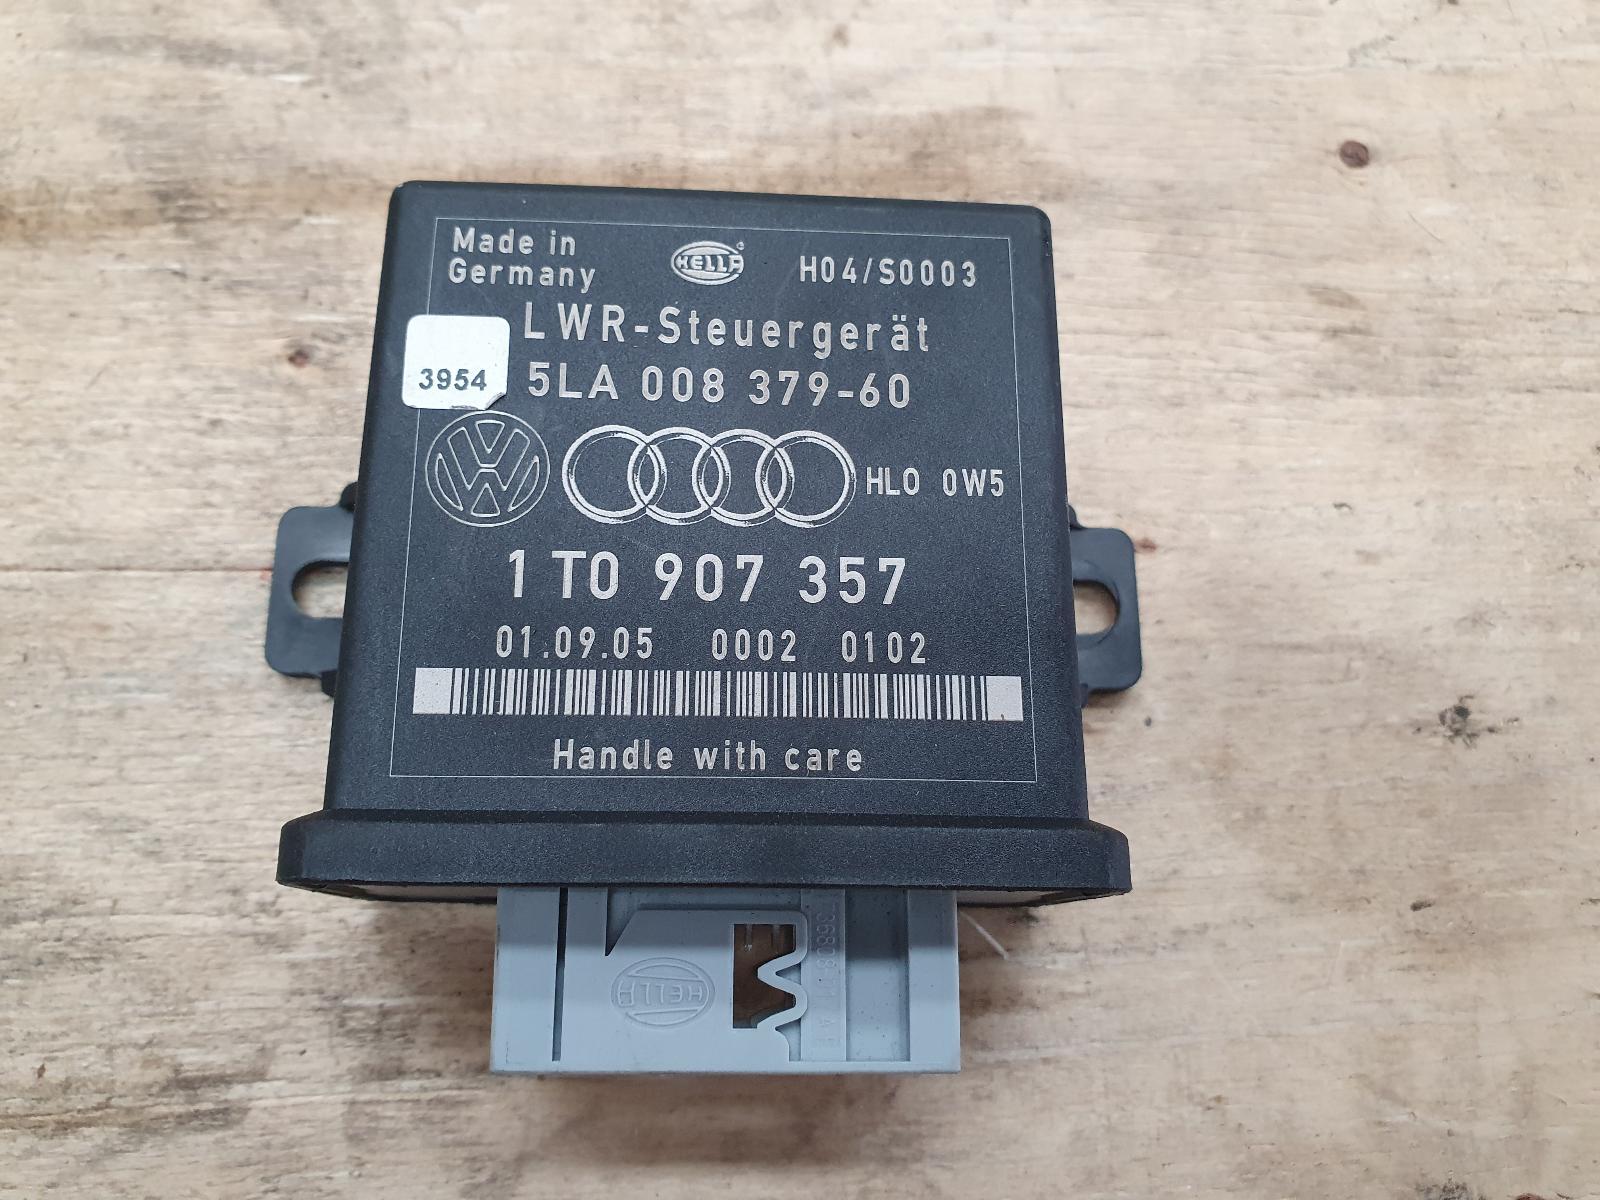 Made in
Germany
HELLA
H04/S0003
LWR-Steuergerät
3954
5LA 008 379-60
VW
HLO 0W5
1T0 907 357
01.09.05 0002 0102
Handle with care
HELLA